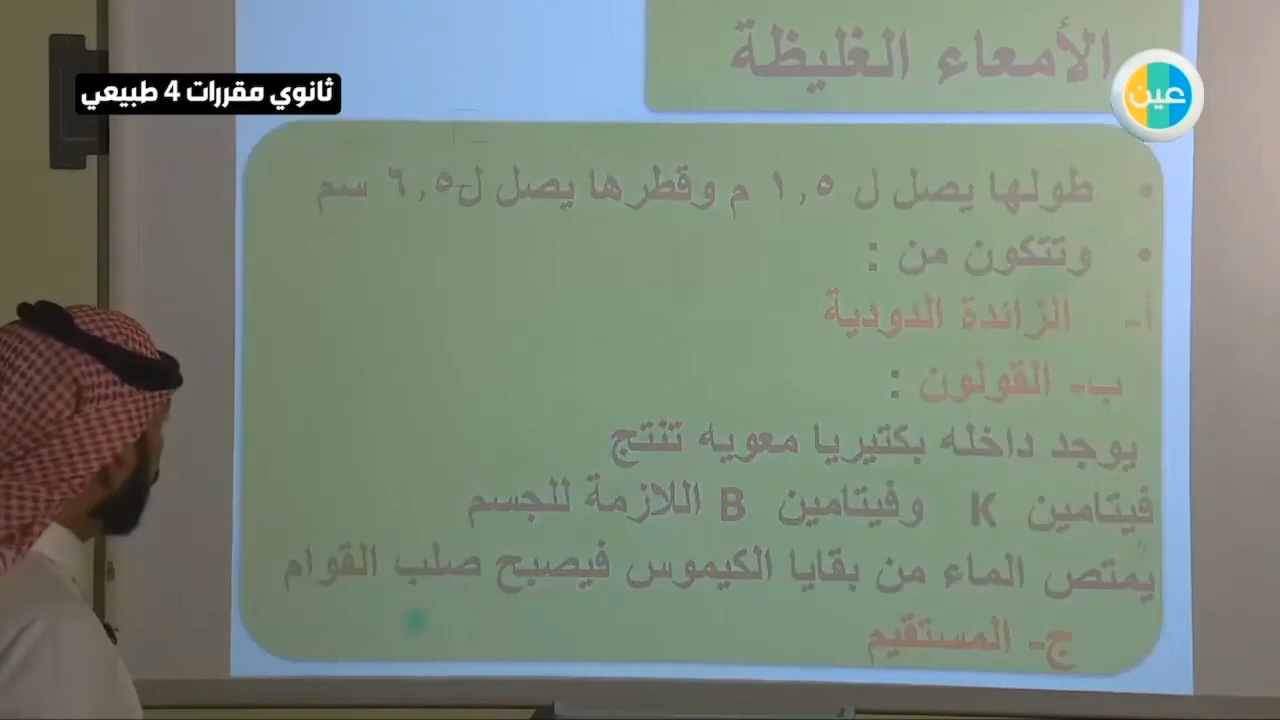 الأمعاء الغليظة
ثانوي مقررات 4 طبيعي
عين
• طولها يصل ل ١,٥ م وقطرها يصل ل٦,٥ سم
• وتتكون من :
أ- الزائدة الدودية
ب- القولون :
يوجد داخله بكتيريا معويه تنتج
فيتامين K وفيتامين B اللازمة للجسم
يمتص الماء من بقايا الكيموس فيصبح صلب القوام
ج- المستقيم